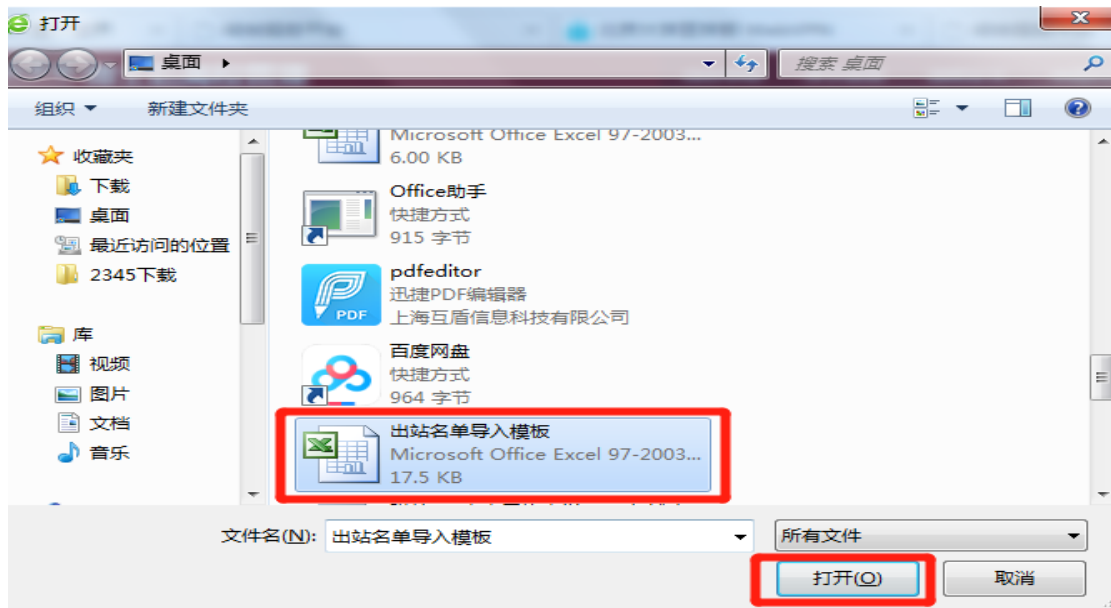 打开
桌面
搜索 桌面
组织
新建文件夹
收藏夹
下载
桌面
最近访问的位置
2345下载
库
视频
图片
文档
音乐
Microsoft Office Excel 97-2003...
6.00 KB
Office助手
快捷方式
915 字节
pdfeditor
迅捷PDF编辑器
上海互盾信息科技有限公司
PDF
百度网盘
快捷方式
964 字节
出站名单导入模板
Microsoft Office Excel 97-2003...
17.5 KB
文件名(N): 出站名单导入模板
所有文件
打开(O)
取消